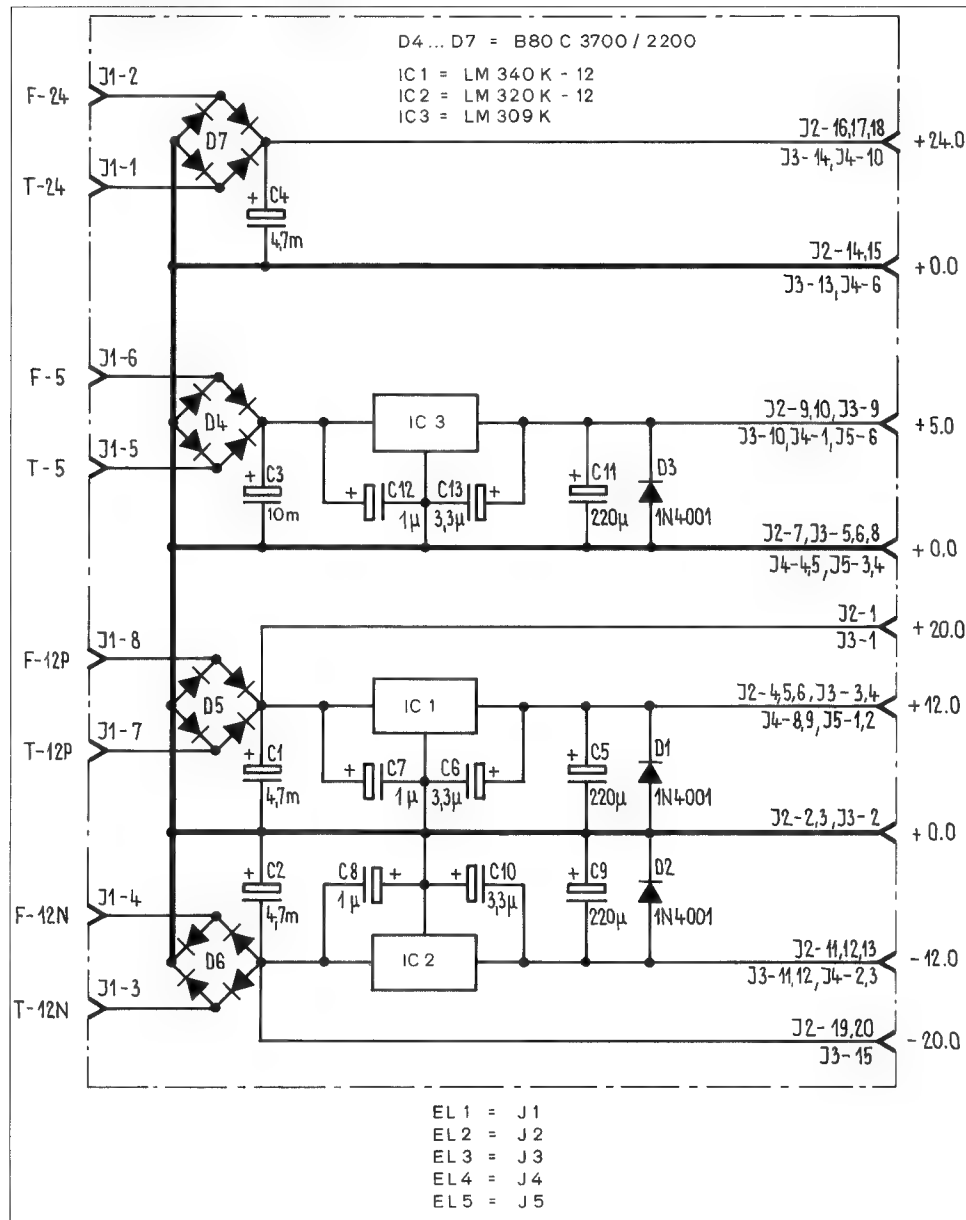 D4...D7 = B80 C 3700 / 2200
IC1 = LM 340 K - 12
IC2 = LM 320 K - 12
IC3 = LM 309 K
F-24
J1-2
D7
J2-16,17,18
+24.0
J3-14, J4-10
T-24
J1-1
+ C4
4,7m
J2-14,15
+0.0
J3-13, J4-6
F-5
J1-6
D4
IC 3
J2-9,10, J3-9
+5.0
J3-10, J4-1, J5-6
T-5
J1-5
+ C3
10m
+ C12
1µ
C13 +
3,3µ
+ C11
220µ
D3
1N4001
J2-7, J3-5,6,8
+0.0
J4-4,5, J5-3,4
J2-1
+20.0
J3-1
F-12P
J1-8
D5
IC 1
J2-4,5,6, J3-3,4
+12.0
J4-8,9, J5-1,2
T-12P
J1-7
+ C1
4,7m
+ C7
1µ
C6 +
3,3µ
+ C5
220µ
D1
1N4001
J2-2,3, J3-2
+0.0
+ C2
4,7m
C8 +
1µ
+ C10
3,3µ
+ C9
220µ
D2
1N4001
F-12N
J1-4
D6
IC 2
J2-11,12,13
-12.0
J3-11,12, J4-2,3
T-12N
J1-3
J2-19,20
-20.0
J3-15
EL 1 = J1
EL 2 = J2
EL 3 = J3
EL 4 = J4
EL 5 = J5